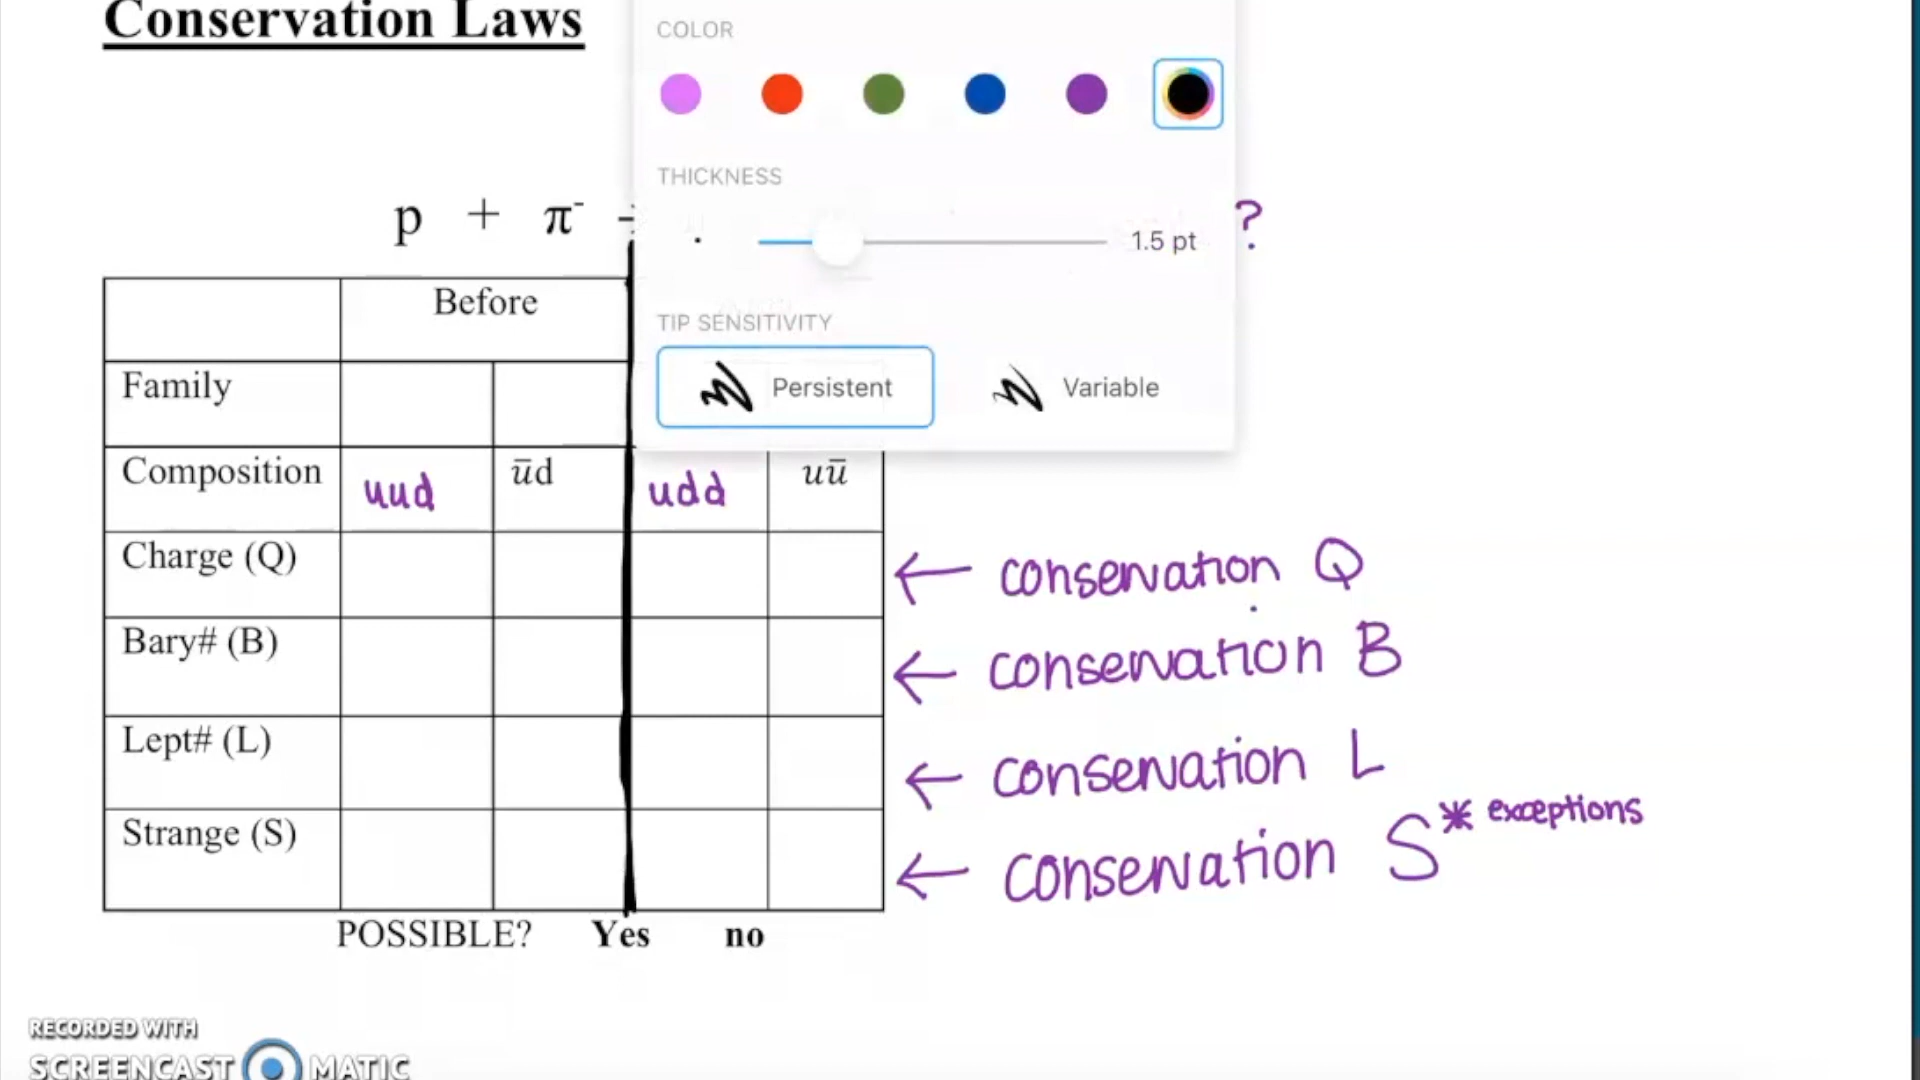 Conservation Laws
COLOR
THICKNESS
1.5 pt
p + π⁻ ?
TIP SENSITIVITY
Persistent Variable
Before
Family
Composition uud ūd udd uū
Charge (Q) ← conservation Q
Bary# (B) ← conservation B
Lept# (L) ← conservation L
Strange (S) ← conservation S* exceptions
POSSIBLE? Yes no
RECORDED WITH
SCREENCAST MATIC